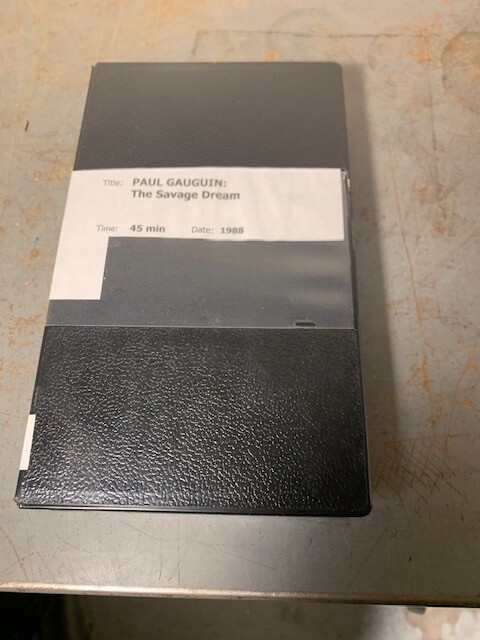 Title: PAUL GAUGUIN:
The Savage Dream
Time: 45 min Date: 1988